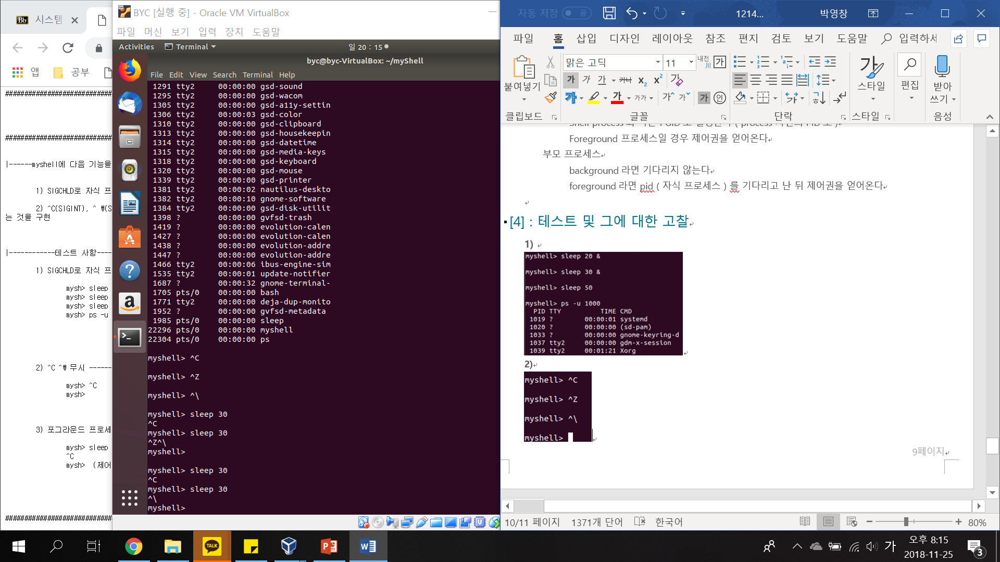 시스템
앱
공부
####################
####################
|------myshell에 다음 기능을
1) SIGCHLD로 자식 프
2) ^C(SIGINT), ^ ₩(S
는 것을 구현
|------------테스트 사항----
1) SIGCHLD로 자식 프
mysh> sleep
mysh> sleep
mysh> sleep
mysh> ps -u
2) ^C ^₩ 무시 ------
mysh> ^C
mysh>
3) 포그라운드 프로세
mysh> sleep
^C
mysh> (제어
####################
BYC [실행 중] - Oracle VM VirtualBox
파일 머신 보기 입력 장치 도움말
Activities Terminal 일 20 : 15
byc@byc-VirtualBox: ~/myShell
File Edit View Search Terminal Help
1291 tty2 00:00:00 gsd-sound
1295 tty2 00:00:00 gsd-wacom
1305 tty2 00:00:00 gsd-a11y-settin
1306 tty2 00:00:03 gsd-color
1310 tty2 00:00:00 gsd-clipboard
1313 tty2 00:00:00 gsd-housekeepin
1314 tty2 00:00:00 gsd-datetime
1315 tty2 00:00:00 gsd-media-keys
1318 tty2 00:00:00 gsd-keyboard
1320 tty2 00:00:00 gsd-mouse
1339 tty2 00:00:00 gsd-printer
1381 tty2 00:00:02 nautilus-deskto
1382 tty2 00:00:10 gnome-software
1384 tty2 00:00:00 gsd-disk-utilit
1398 ? 00:00:00 gvfsd-trash
1419 ? 00:00:00 evolution-calen
1427 ? 00:00:00 evolution-calen
1438 ? 00:00:00 evolution-addre
1447 ? 00:00:00 evolution-addre
1466 tty2 00:00:06 ibus-engine-sim
1535 tty2 00:00:01 update-notifier
1687 ? 00:00:32 gnome-terminal-
1705 pts/0 00:00:00 bash
1771 tty2 00:00:00 deja-dup-monito
1952 ? 00:00:00 gvfsd-metadata
1985 pts/0 00:00:00 sleep
22296 pts/0 00:00:00 myshell
22304 pts/0 00:00:00 ps
myshell> ^C
myshell> ^Z
myshell> ^\
myshell> sleep 30
^C
myshell> sleep 30
^Z^\
myshell>
myshell> sleep 30
^C
myshell> sleep 30
^\
myshell>
자동 저장 끔 1214... 박영창
파일 홈 삽입 디자인 레이아웃 참조 편지 검토 보기 도움말 입력하세
붙여넣기
맑은 고딕 11
스타일
편집
받아
쓰기
클립보드 글꼴 단락 스타일 음성
Foreground 프로세스일 경우 제어권을 얻어온다
부모 프로세스
background 라면 기다리지 않는다
foreground 라면 pid ( 자식 프로세스 ) 를 기다리고 난 뒤 제어권을 얻어온다
[4] : 테스트 및 그에 대한 고찰
1)
myshell> sleep 20 &
myshell> sleep 30 &
myshell> sleep 50
myshell> ps -u 1000
PID TTY TIME CMD
1019 ? 00:00:01 systemd
1020 ? 00:00:00 (sd-pam)
1033 ? 00:00:00 gnome-keyring-d
1037 tty2 00:00:00 gdm-x-session
1039 tty2 00:01:21 Xorg
2)
myshell> ^C
myshell> ^Z
myshell> ^\
myshell>
9페이지
10/11 페이지 1371개 단어 한국어 80%
TALK
가 오후 8:15
2018-11-25
3